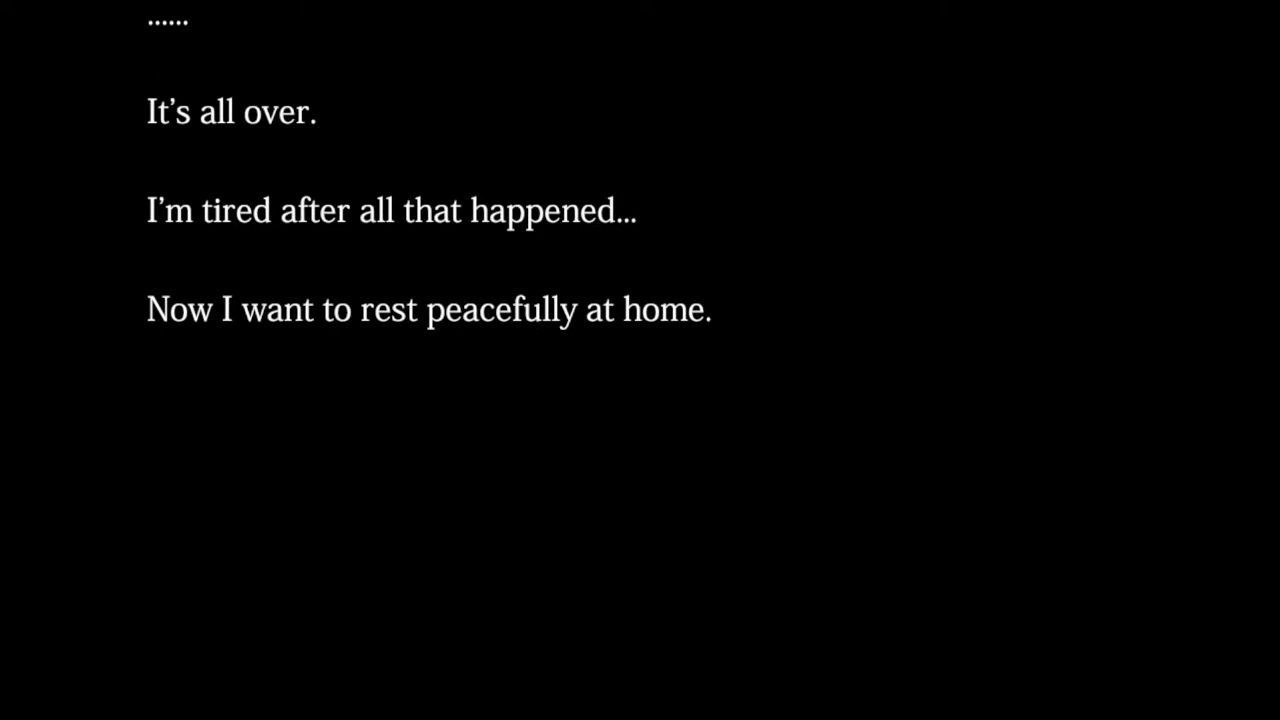 ......
It’s all over.
I’m tired after all that happened...
Now I want to rest peacefully at home.